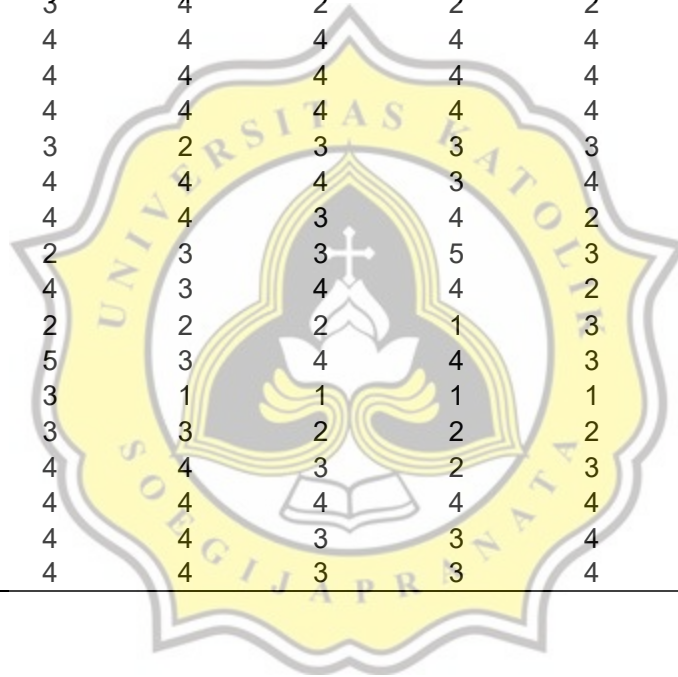 3 4 2 2 2
4 4 4 4 4
4 4 4 4 4
4 4 4 4 4
3 2 3 3 3
4 4 4 3 4
4 4 3 4 2
2 3 3 5 3
4 3 4 4 2
2 2 2 1 3
5 3 4 4 3
3 1 1 1 1
3 3 2 2 2
4 4 3 2 3
4 4 4 4 4
4 4 3 3 4
4 4 3 3 4
UNIVERSITAS KATOLIK
SOEGIJAPRANATA